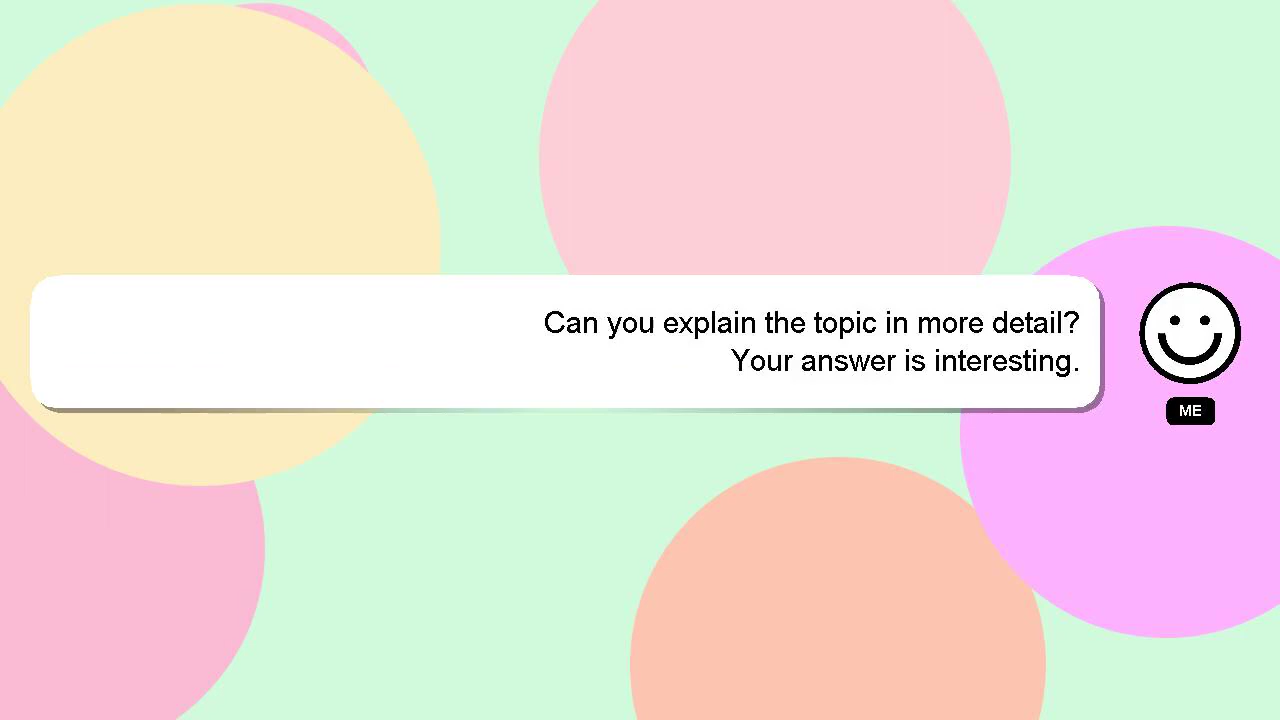 Can you explain the topic in more detail?
Your answer is interesting.
ME